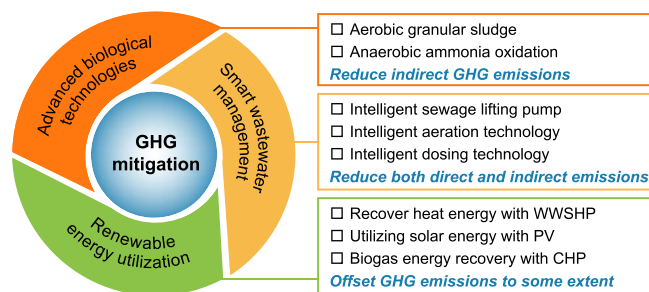 Advanced biological
technologies
Smart wastewater
management
GHG
mitigation
Renewable
energy utilization
☐ Aerobic granular sludge
☐ Anaerobic ammonia oxidation
Reduce indirect GHG emissions
☐ Intelligent sewage lifting pump
☐ Intelligent aeration technology
☐ Intelligent dosing technology
Reduce both direct and indirect emissions
☐ Recover heat energy with WWSHP
☐ Utilizing solar energy with PV
☐ Biogas energy recovery with CHP
Offset GHG emissions to some extent